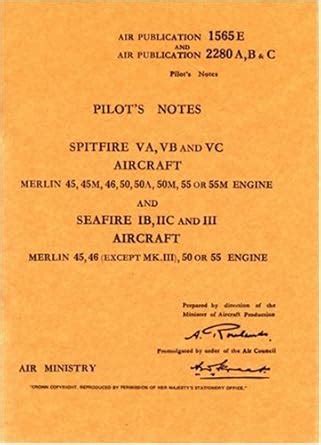 AIR PUBLICATION 1565E
AND
AIR PUBLICATION 2280 A, B & C
Pilot's Notes
PILOT'S NOTES
SPITFIRE VA, VB AND VC
AIRCRAFT
MERLIN 45, 45M, 46, 50, 50A, 50M, 55 OR 55M ENGINE
AND
SEAFIRE IB, IIC AND III
AIRCRAFT
MERLIN 45, 46 (EXCEPT MK. III), 50 OR 55 ENGINE
Prepared by direction of the
Minister of Aircraft Production
A. Rowlands
Promulgated by order of the Air Council
AIR MINISTRY
"CROWN COPYRIGHT, REPRODUCED BY PERMISSION OF HER MAJESTY'S STATIONERY OFFICE."